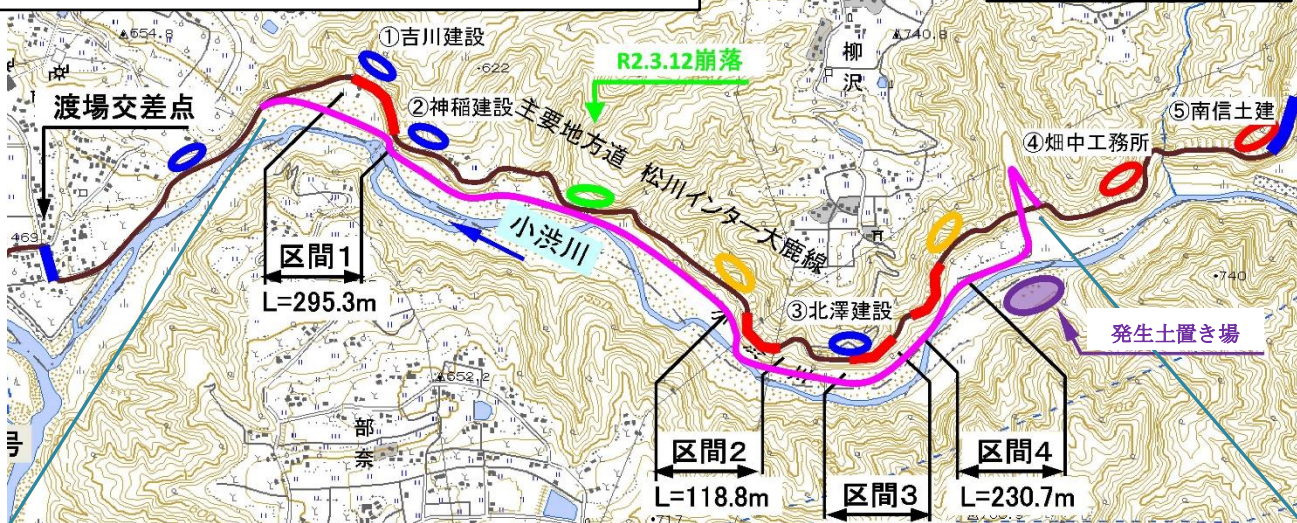 ・654.8
①吉川建設
・622
R2.3.12崩落
▲740.8
柳沢
渡場交差点
②神稲建設
主要地方道 松川インター大鹿線
④畑中工務所
⑤南信土建
469
小渋川
区間1
L=295.3m
③北澤建設
・740
発生土置き場
▲652.2
部奈
川
号
区間2
L=118.8m
区間3
区間4
L=230.7m
・717